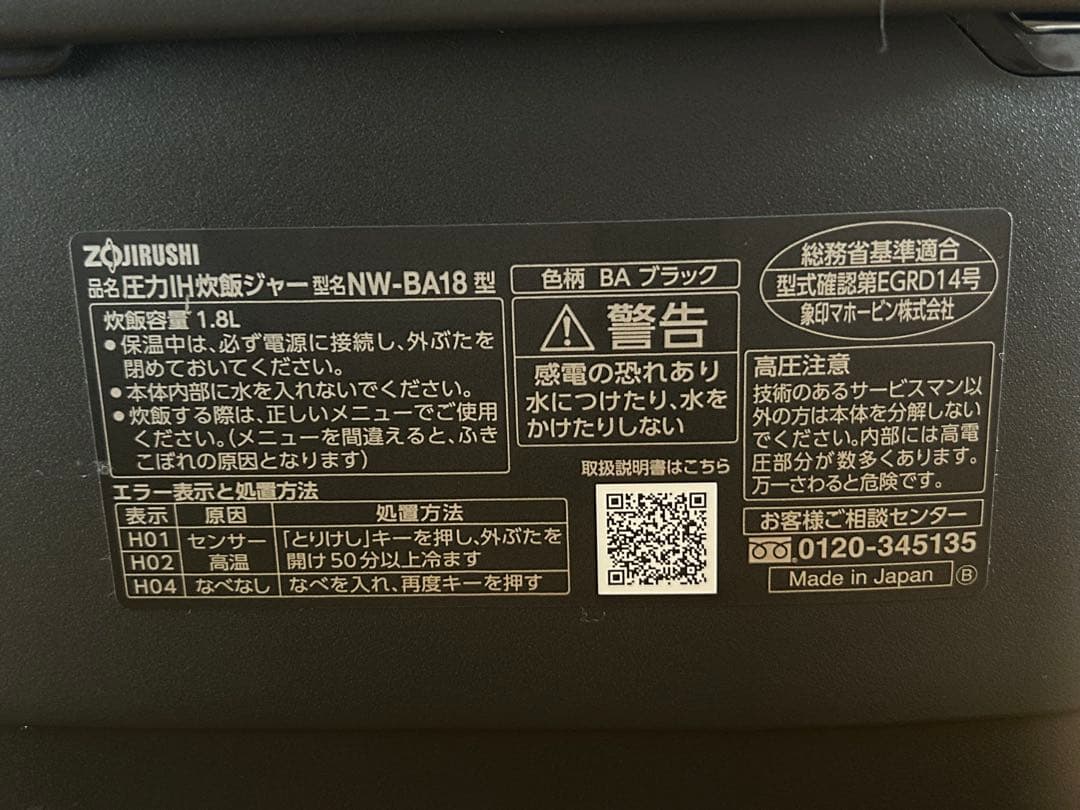 ZOJIRUSHI
品名 圧力IH炊飯ジャー 型名 NW-BA18 型
炊飯容量 1.8L
●保温中は、必ず電源に接続し、外ぶたを
閉めておいてください。
●本体内部に水を入れないでください。
●炊飯する際は、正しいメニューでご使用
ください。(メニューを間違えると、ふき
こぼれの原因となります)
エラー表示と処置方法
表示 原因 処置方法
H01 センサー 「とりけし」キーを押し、外ぶたを
H02 高温 開け50分以上冷ます
H04 なべなし なべを入れ、再度キーを押す
色柄 BA ブラック
警告
感電の恐れあり
水につけたり、水を
かけたりしない
取扱説明書はこちら
総務省基準適合
型式確認第EGRD14号
象印マホービン株式会社
高圧注意
技術のあるサービスマン以
外の方は本体を分解しない
でください。内部には高電
圧部分が数多くあります。
万一さわると危険です。
お客様ご相談センター
0120-345135
Made in Japan Ⓑ